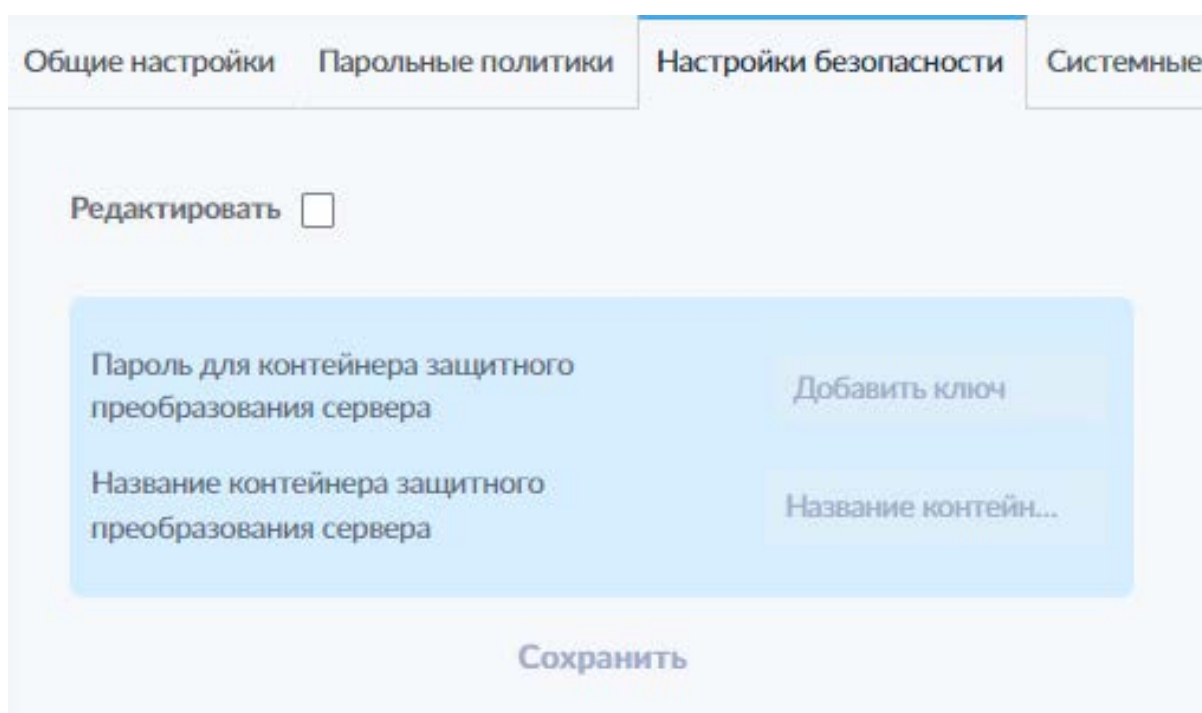 Общие настройки Парольные политики Настройки безопасности Системные
Редактировать
Пароль для контейнера защитного
преобразования сервера
Добавить ключ
Название контейнера защитного
преобразования сервера
Название контейн...
Сохранить